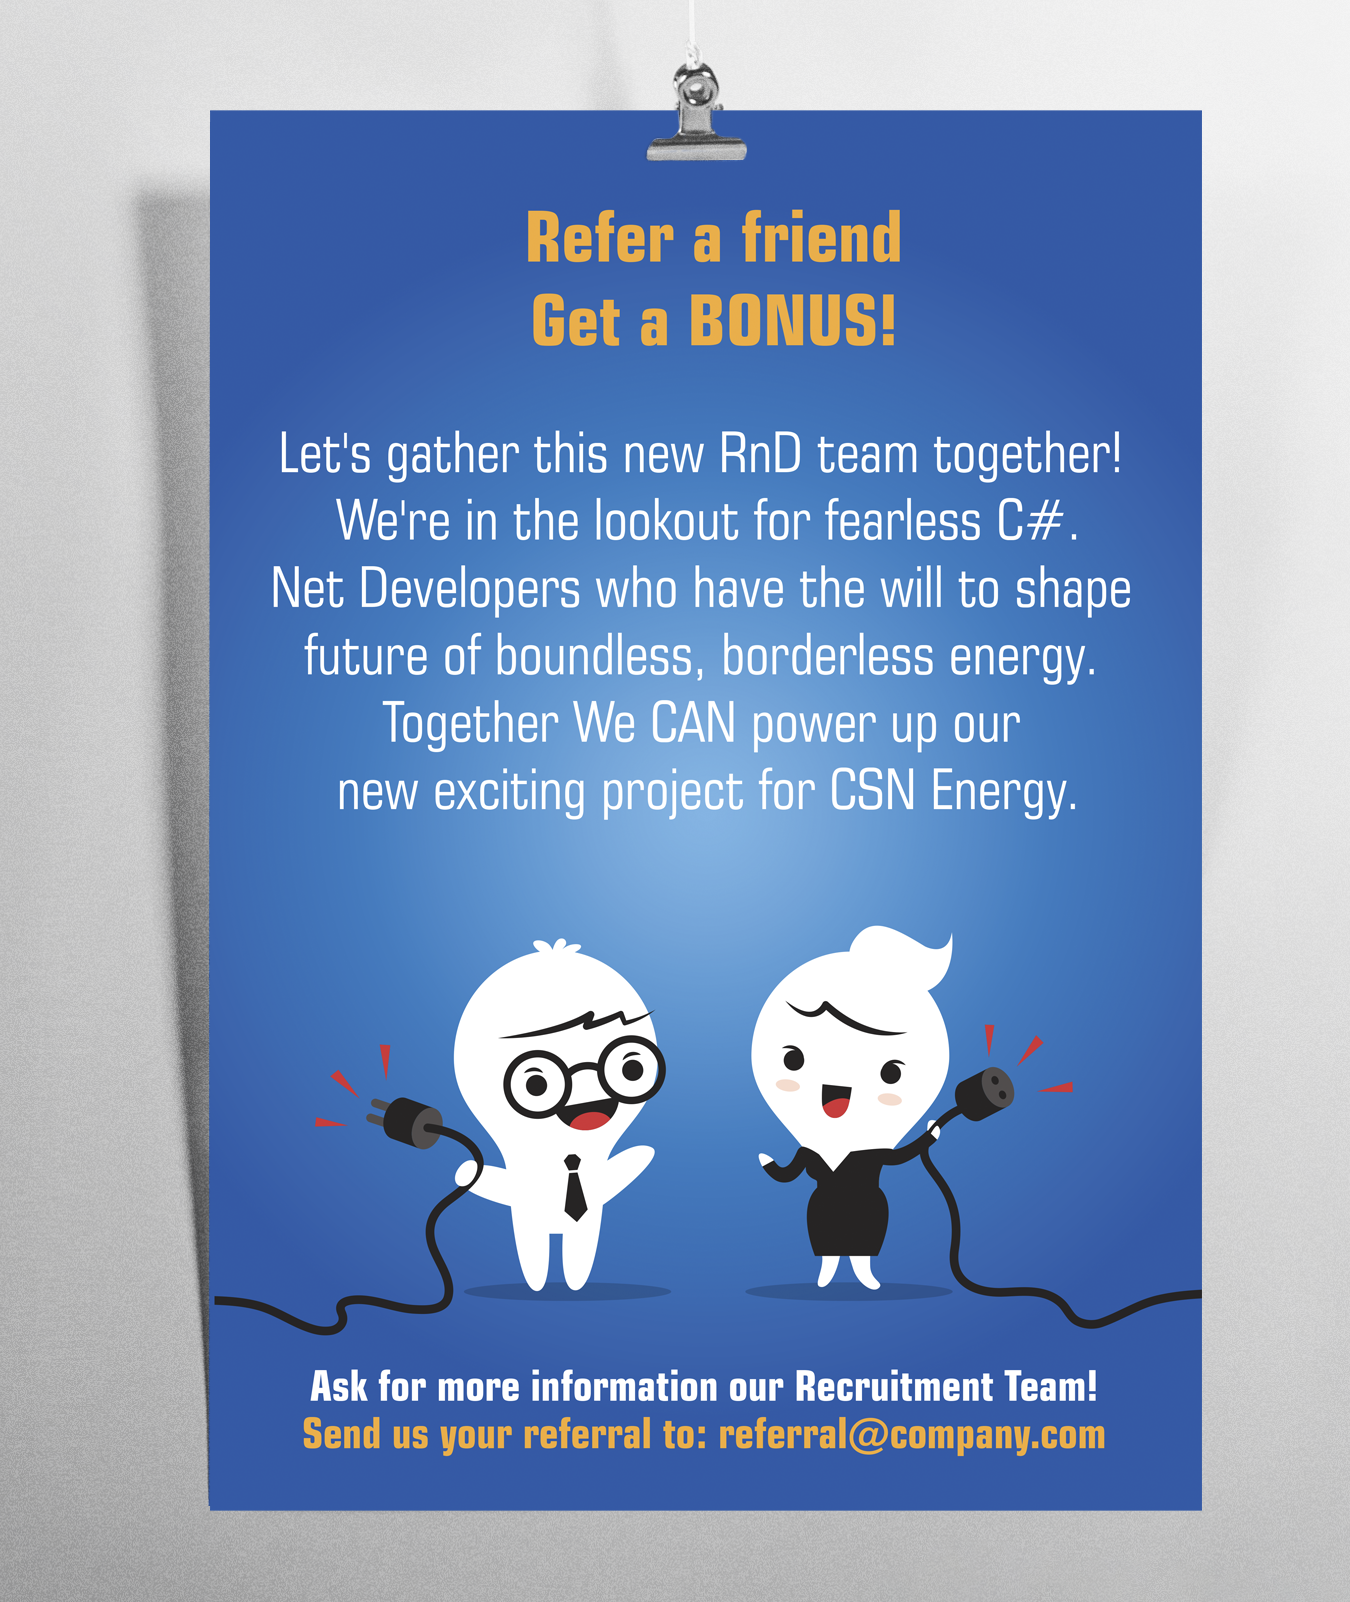 Refer a friend
Get a BONUS!
Let's gather this new RnD team together!
We're in the lookout for fearless C#.
Net Developers who have the will to shape
future of boundless, borderless energy.
Together We CAN power up our
new exciting project for CSN Energy.
Ask for more information our Recruitment Team!
Send us your referral to: referral@company.com